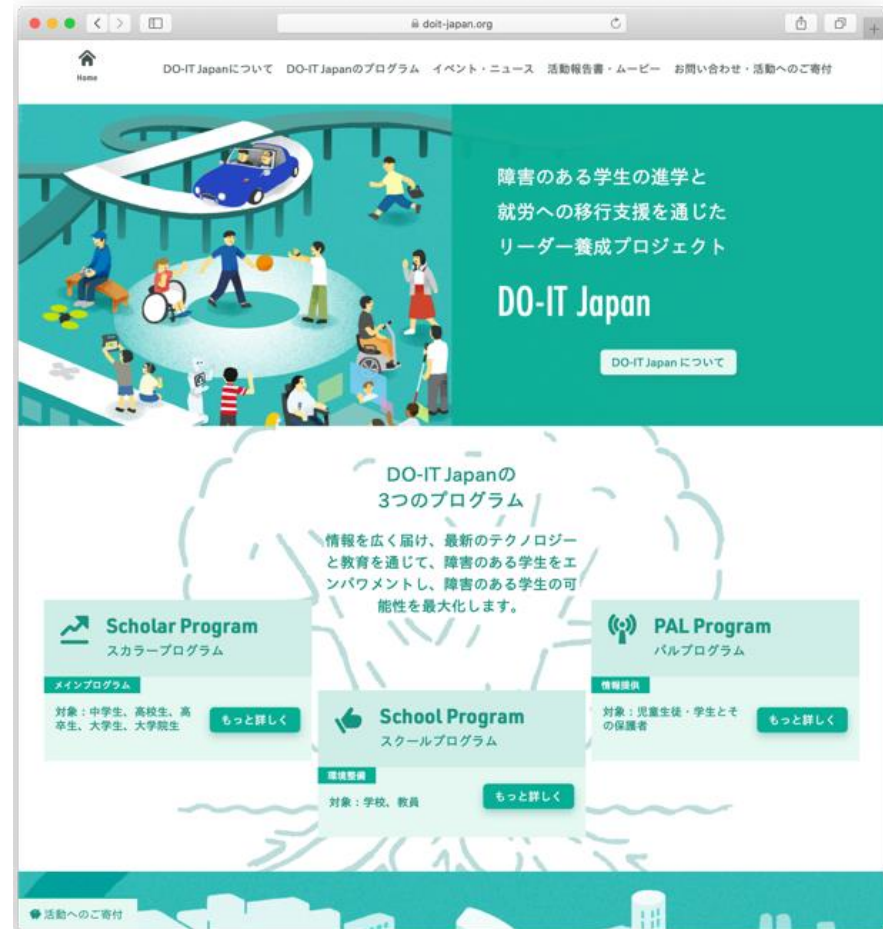 doit-japan.org
Home
DO-IT Japanについて DO-IT Japanのプログラム イベント・ニュース 活動報告書・ムービー お問い合わせ・活動へのご寄付
障害のある学生の進学と
就労への移行支援を通じた
リーダー養成プロジェクト
DO-IT Japan
DO-IT Japan について
DO-IT Japanの
3つのプログラム
情報を広く届け、最新のテクノロジー
と教育を通じて、障害のある学生をエ
ンパワメントし、障害のある学生の可
能性を最大化します。
Scholar Program
スカラープログラム
メインプログラム
対象：中学生、高校生、高
卒生、大学生、大学院生
もっと詳しく
School Program
スクールプログラム
環境整備
対象：学校、教員
もっと詳しく
PAL Program
パルプログラム
情報提供
対象：児童生徒・学生とそ
の保護者
もっと詳しく
活動へのご寄付